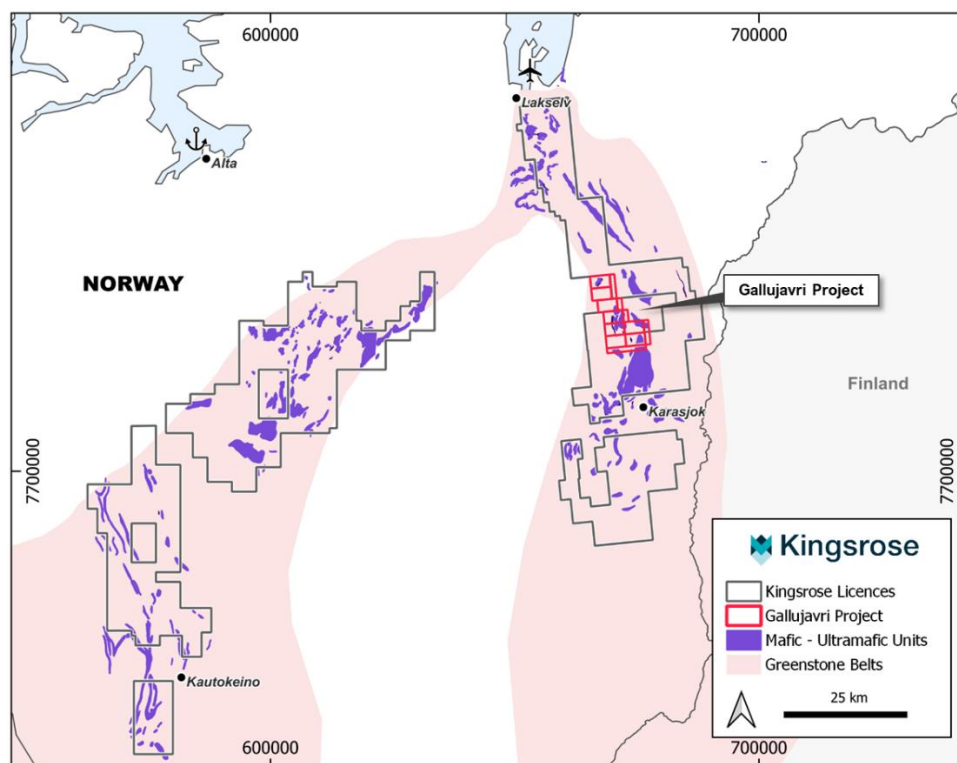 600000
700000
Lakselv
Alta
NORWAY
Gallujavri Project
Finland
Karasjok
7700000
7700000
Kingsrose
Kingsrose Licences
Gallujavri Project
Mafic - Ultramafic Units
Greenstone Belts
25 km
Kautokeino
600000
700000